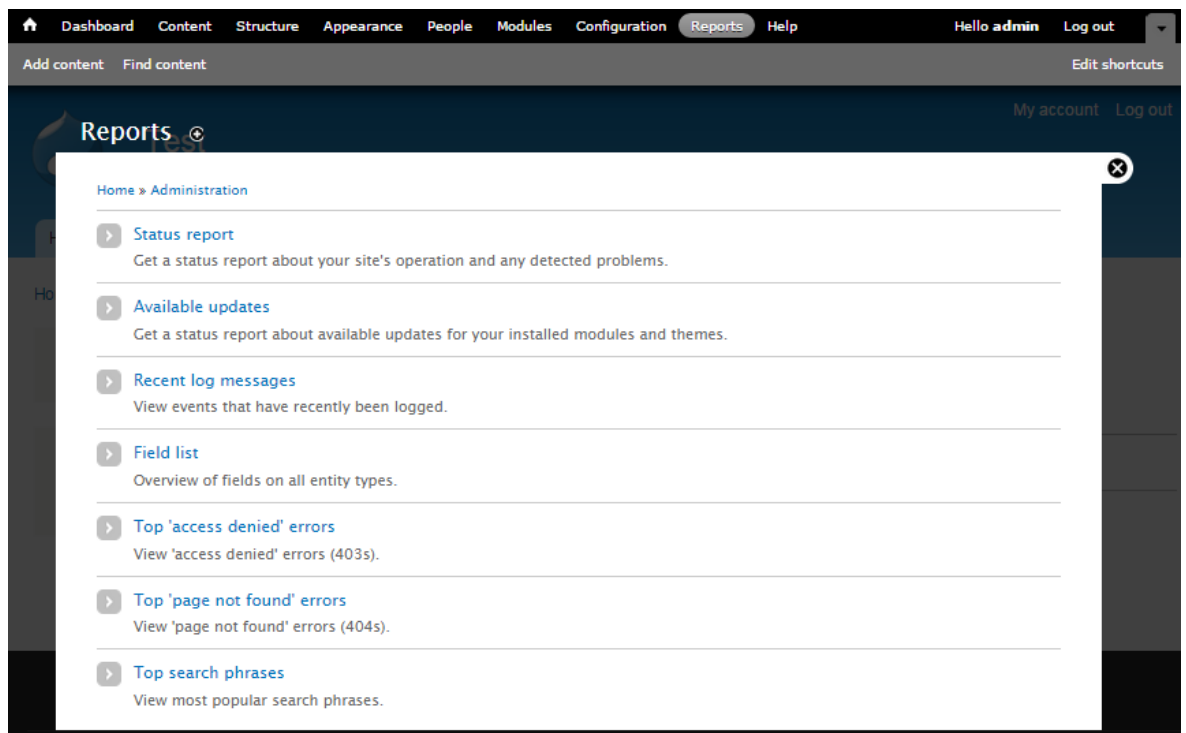 Dashboard Content Structure Appearance People Modules Configuration Reports Help Hello admin Log out
Add content Find content Edit shortcuts
My account Log out
Reports
Test
Home » Administration
Status report
Get a status report about your site's operation and any detected problems.
Ho
Available updates
Get a status report about available updates for your installed modules and themes.
Recent log messages
View events that have recently been logged.
Field list
Overview of fields on all entity types.
Top 'access denied' errors
View 'access denied' errors (403s).
Top 'page not found' errors
View 'page not found' errors (404s).
Top search phrases
View most popular search phrases.